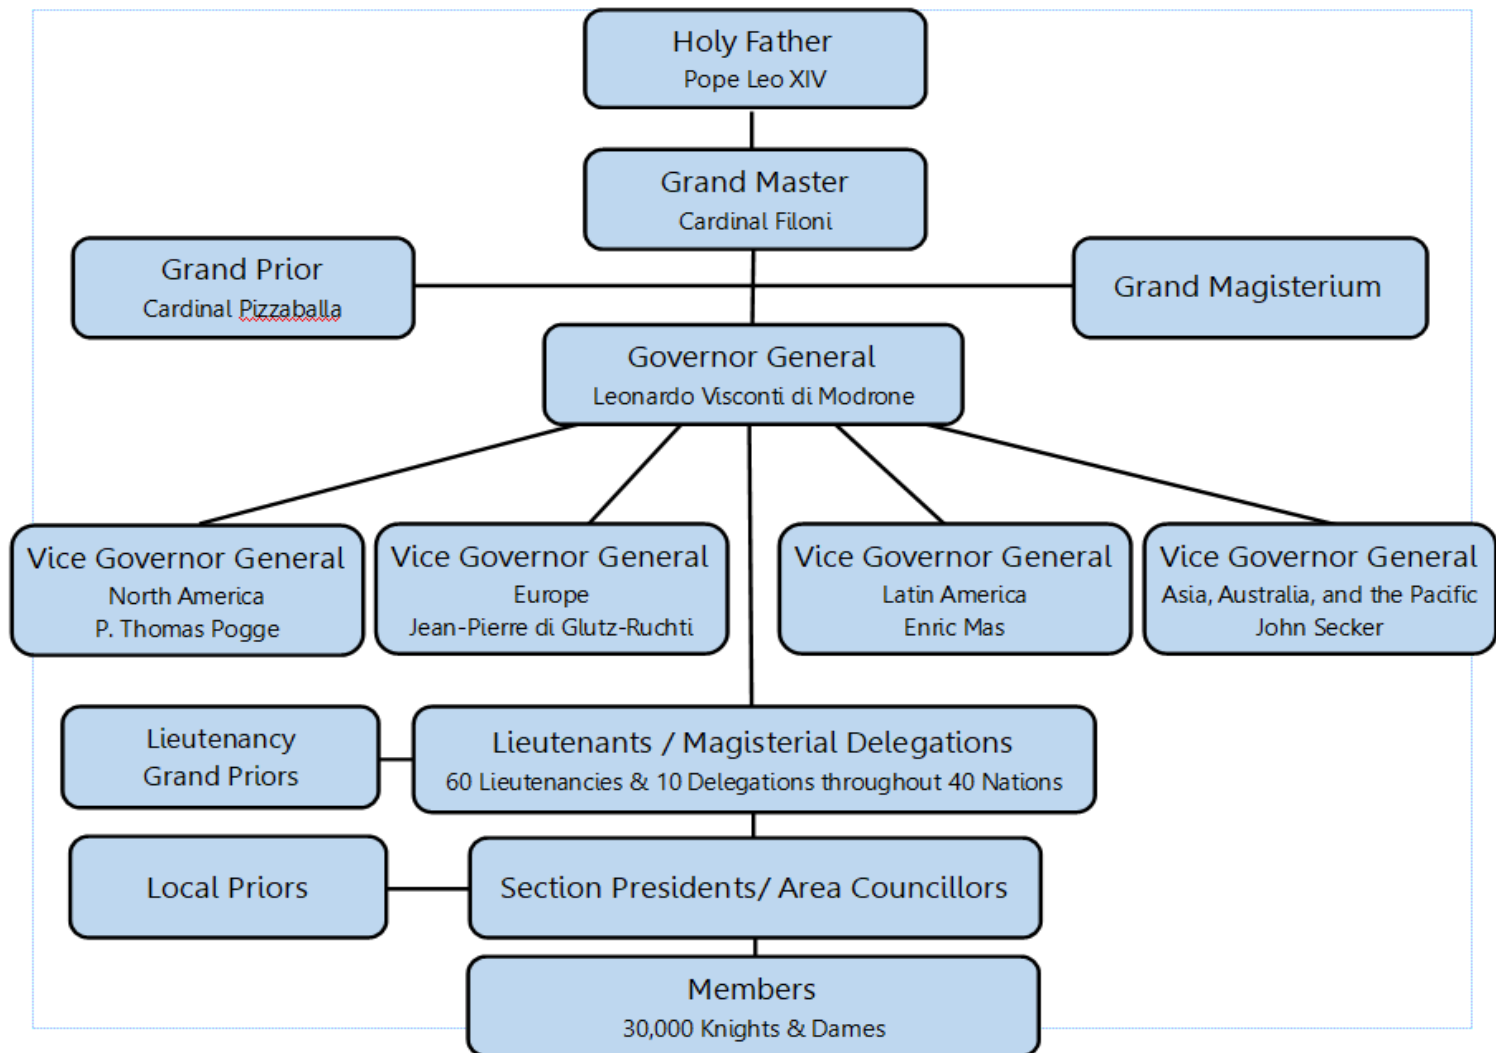 Holy Father
Pope Leo XIV
Grand Master
Cardinal Filoni
Grand Prior
Cardinal Pizzaballa
Grand Magisterium
Governor General
Leonardo Visconti di Modrone
Vice Governor General
North America
P. Thomas Pogge
Vice Governor General
Europe
Jean-Pierre di Glutz-Ruchti
Vice Governor General
Latin America
Enric Mas
Vice Governor General
Asia, Australia, and the Pacific
John Secker
Lieutenancy
Grand Priors
Lieutenants / Magisterial Delegations
60 Lieutenancies & 10 Delegations throughout 40 Nations
Local Priors
Section Presidents/ Area Councillors
Members
30,000 Knights & Dames